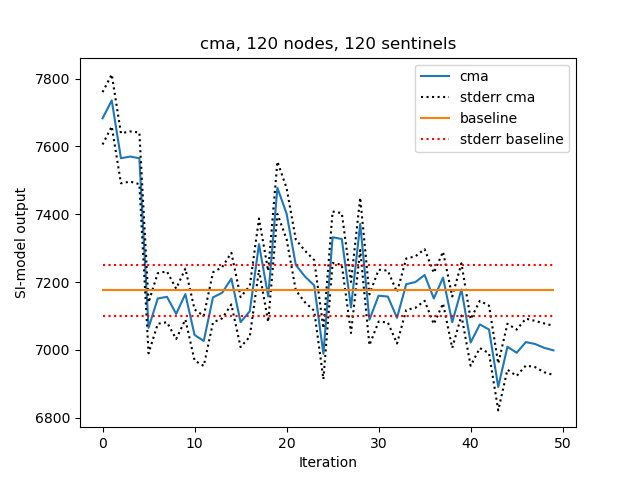 cma, 120 nodes, 120 sentinels
cma
stderr cma
baseline
stderr baseline
SI-model output
7800
7600
7400
7200
7000
6800
0 10 20 30 40 50
Iteration